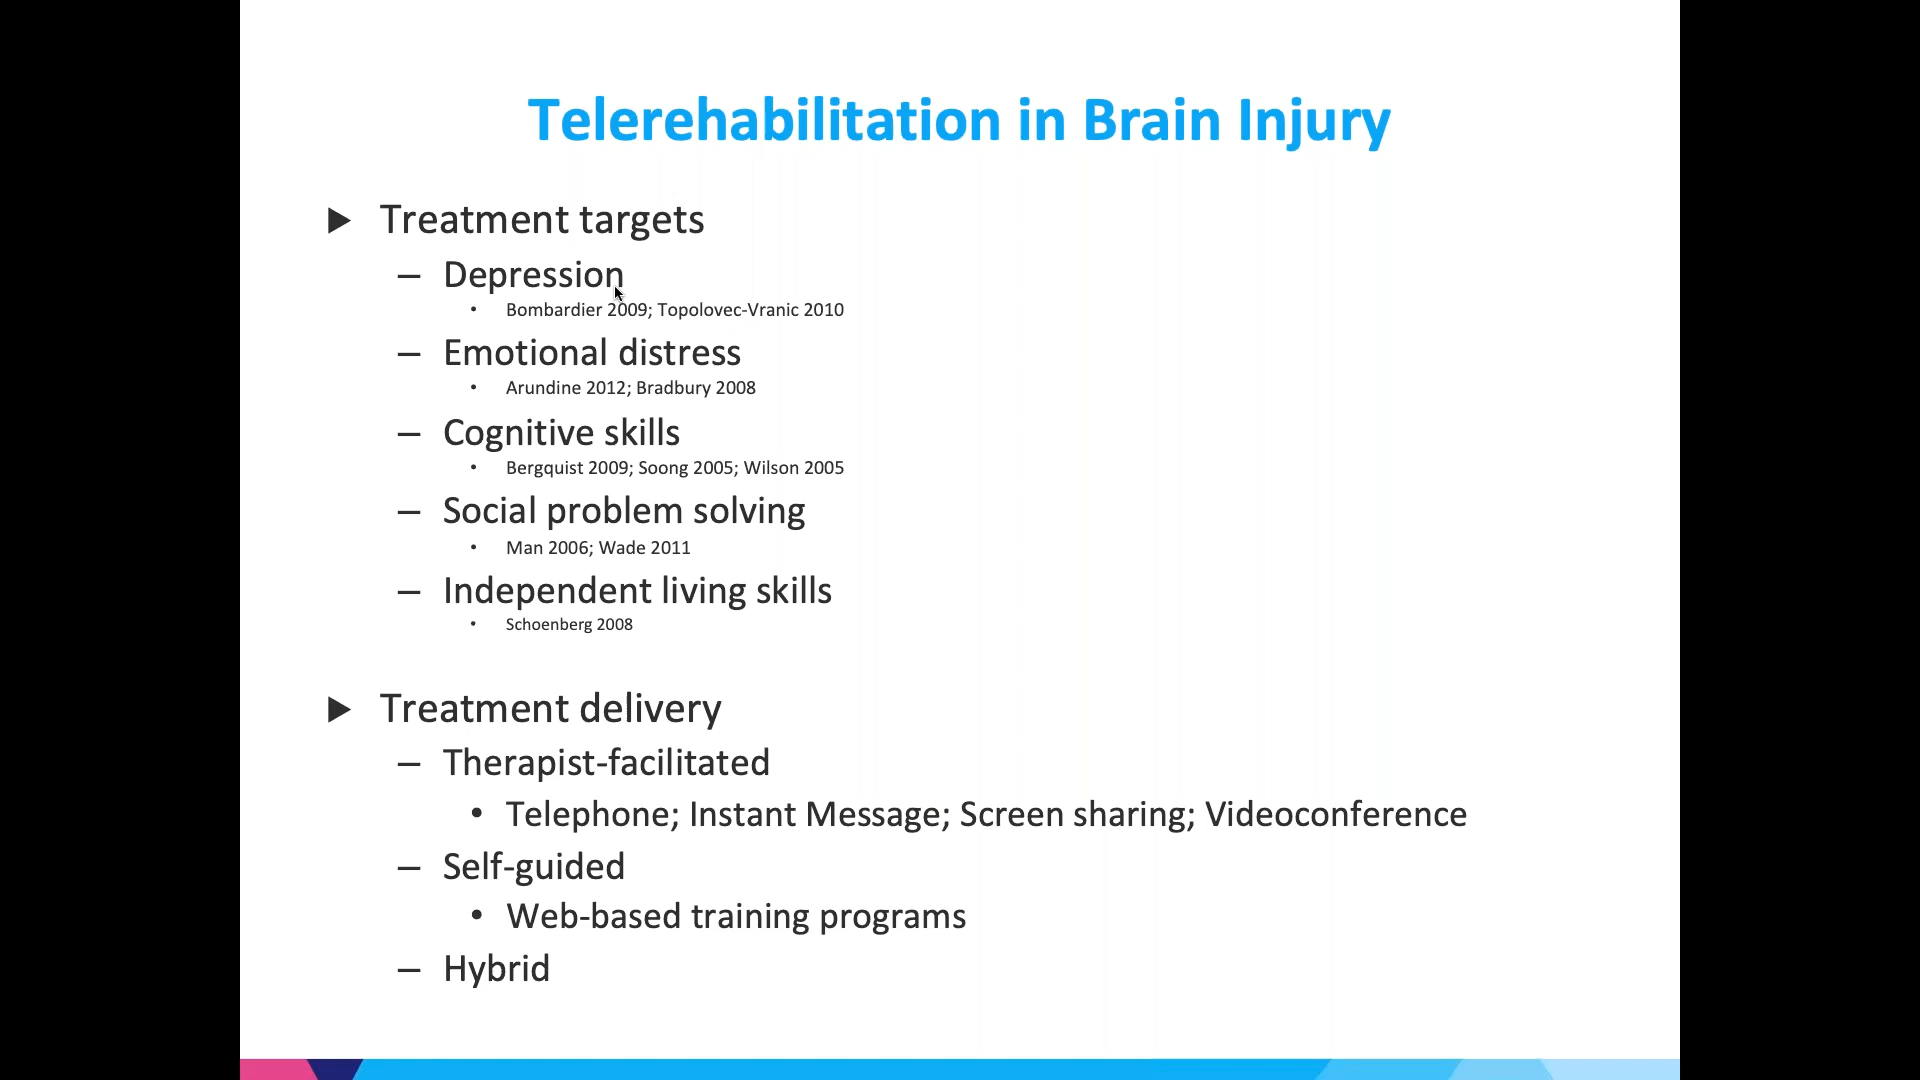 Telerehabilitation in Brain Injury
▶ Treatment targets
– Depression
• Bombardier 2009; Topolovec-Vranic 2010
– Emotional distress
• Arundine 2012; Bradbury 2008
– Cognitive skills
• Bergquist 2009; Soong 2005; Wilson 2005
– Social problem solving
• Man 2006; Wade 2011
– Independent living skills
• Schoenberg 2008
▶ Treatment delivery
– Therapist-facilitated
• Telephone; Instant Message; Screen sharing; Videoconference
– Self-guided
• Web-based training programs
– Hybrid